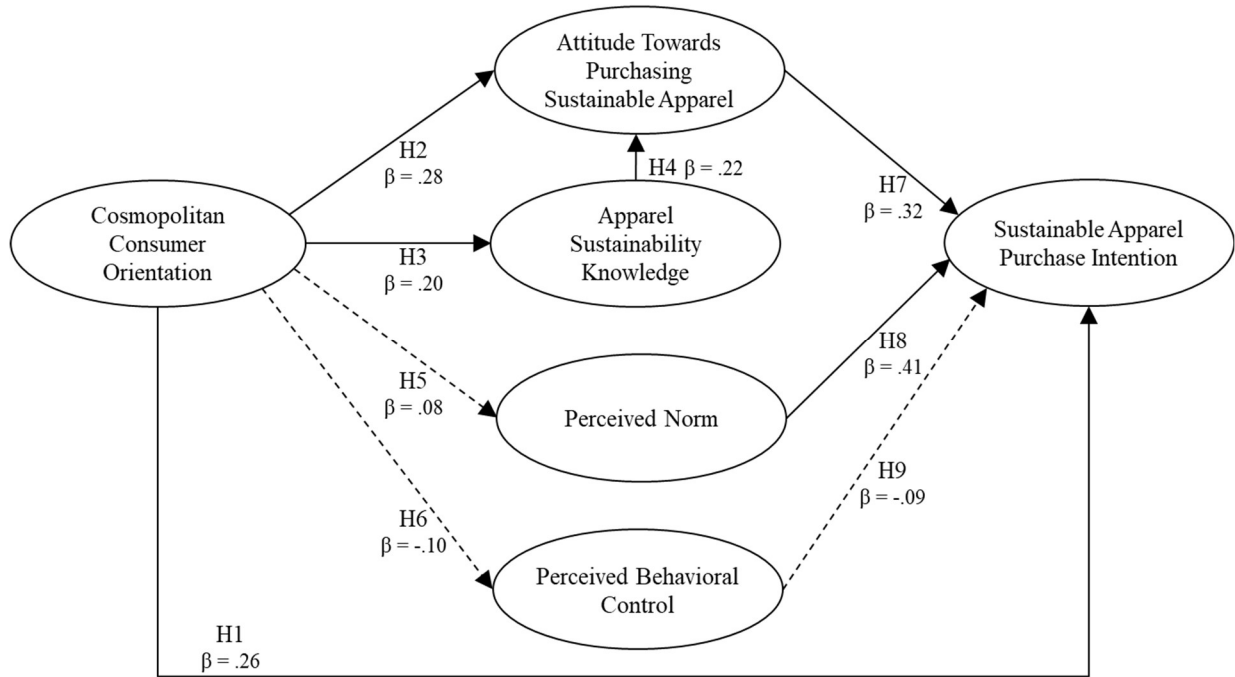 Attitude Towards
Purchasing
Sustainable Apparel
H2
β = .28
H4 β = .22
H7
β = .32
Cosmopolitan
Consumer
Orientation
H3
β = .20
Apparel
Sustainability
Knowledge
Sustainable Apparel
Purchase Intention
H5
β = .08
Perceived Norm
H8
β = .41
H6
β = -.10
Perceived Behavioral
Control
H9
β = -.09
H1
β = .26